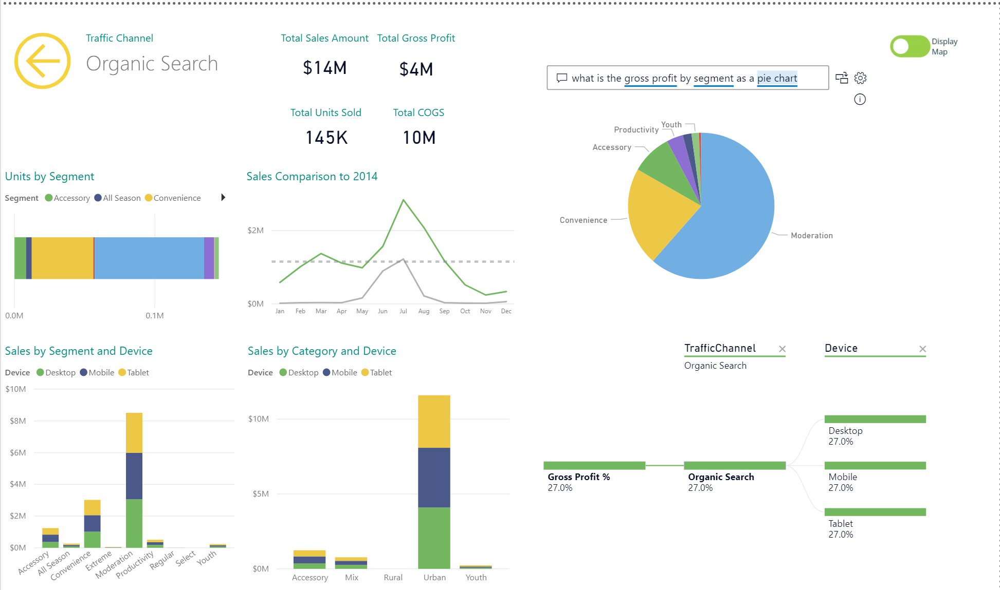 Traffic Channel
Organic Search
Total Sales Amount
$14M
Total Gross Profit
$4M
Total Units Sold
145K
Total COGS
10M
Display
Map
what is the gross profit by segment as a pie chart
Youth
Productivity
Accessory
Convenience
Moderation
Units by Segment
Segment Accessory All Season Convenience
0.0M 0.1M
Sales Comparison to 2014
$2M
$0M
Jan Feb Mar Apr May Jun Jul Aug Sep Oct Nov Dec
Sales by Segment and Device
Device Desktop Mobile Tablet
$10M
$8M
$6M
$4M
$2M
$0M
Accessory All Season Convenience Extreme Moderation Productivity Regular Select Youth
Sales by Category and Device
Device Desktop Mobile Tablet
$10M
$5M
$0M
Accessory Mix Rural Urban Youth
TrafficChannel
Organic Search
Device
Gross Profit %
27.0%
Organic Search
27.0%
Desktop
27.0%
Mobile
27.0%
Tablet
27.0%